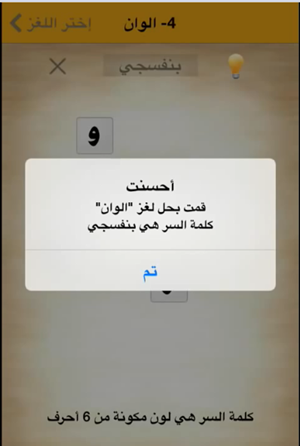 إختر اللغز
4- الوان
بنفسجي
و
أحسنت
قمت بحل لغز "الوان"
كلمة السر هي بنفسجي
تم
كلمة السر هي لون مكونة من 6 أحرف